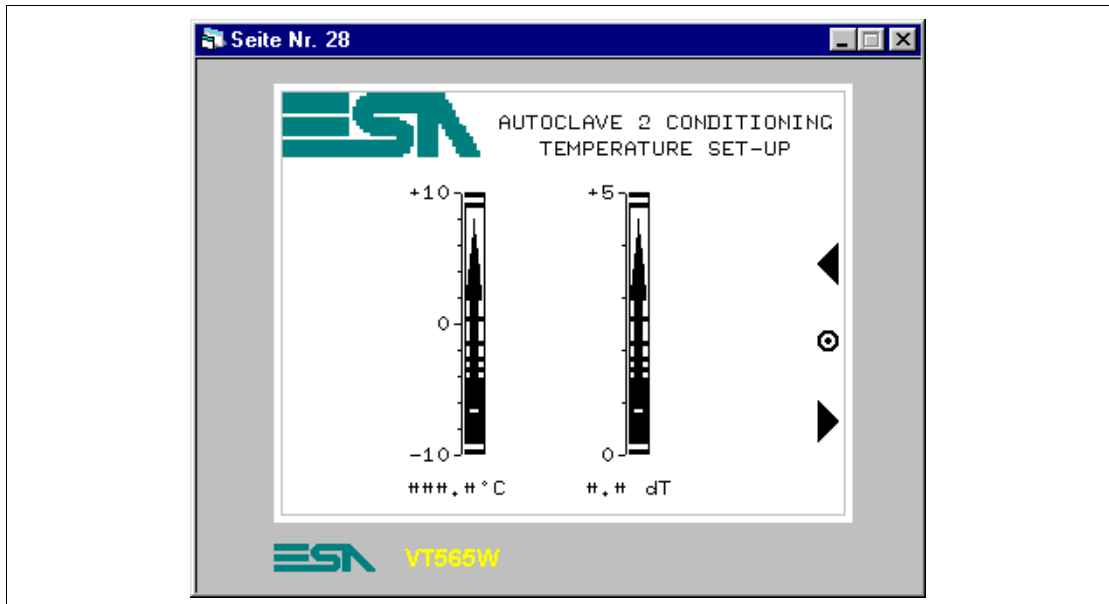 Seite Nr. 28
ESA
AUTOCLAVE 2 CONDITIONING
TEMPERATURE SET-UP
+10
+5
0
-10
0
###.#°C
#.# dT
ESA VT565W